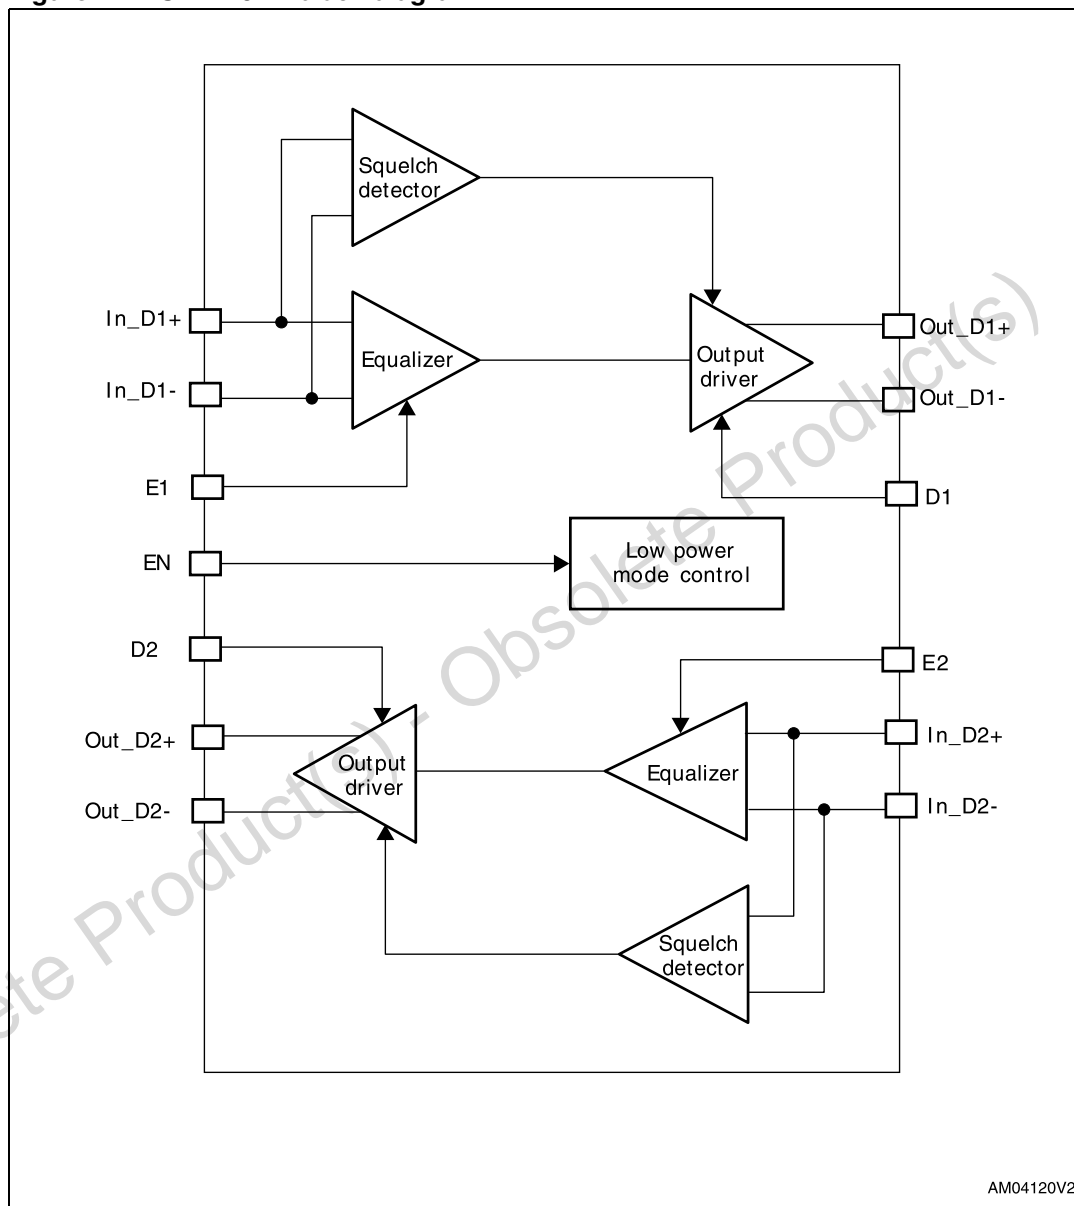 Squelch
detector
In_D1+
Equalizer
Output
driver
Out_D1+
In_D1-
Out_D1-
E1
D1
EN
Low power
mode control
D2
E2
Out_D2+
Output
driver
Equalizer
In_D2+
Out_D2-
In_D2-
Squelch
detector
Product(s) - Obsolete Product(s)
AM04120V2